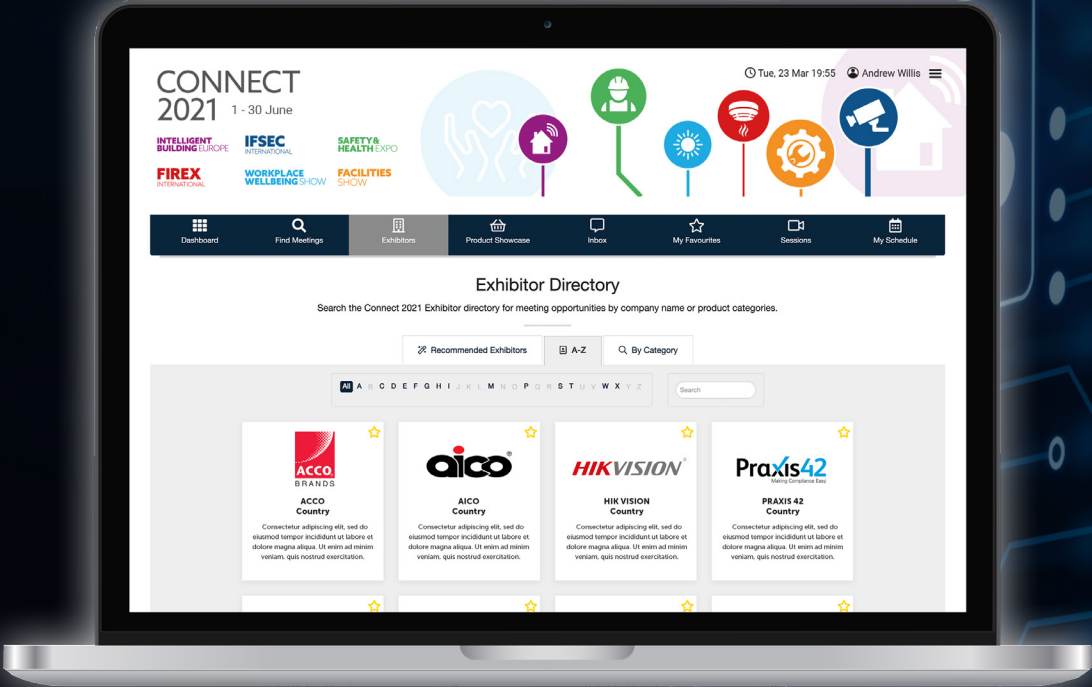 CONNECT
2021 1 - 30 June
Tue, 23 Mar 19:55 Andrew Willis
INTELLIGENT
BUILDING EUROPE
IFSEC
INTERNATIONAL
SAFETY &
HEALTH EXPO
FIREX
INTERNATIONAL
WORKPLACE
WELLBEING SHOW
FACILITIES
SHOW
Dashboard Find Meetings Exhibitors Product Showcase Inbox My Favourites Sessions My Schedule
Exhibitor Directory
Search the Connect 2021 Exhibitor directory for meeting opportunities by company name or product categories.
Recommended Exhibitors A-Z By Category
All A B C D E F G H I J K L M N O P Q R S T U V W X Y Z Search
ACCO
BRANDS
ACCO
Country
Consectetur adipiscing elit, sed do
eiusmod tempor incididunt ut labore et
dolore magna aliqua. Ut enim ad minim
veniam, quis nostrud exercitation.
aico®
AICO
Country
Consectetur adipiscing elit, sed do
eiusmod tempor incididunt ut labore et
dolore magna aliqua. Ut enim ad minim
veniam, quis nostrud exercitation.
HIKVISION®
HIK VISION
Country
Consectetur adipiscing elit, sed do
eiusmod tempor incididunt ut labore et
dolore magna aliqua. Ut enim ad minim
veniam, quis nostrud exercitation.
Praxis42
Making Compliance Easy
PRAXIS 42
Country
Consectetur adipiscing elit, sed do
eiusmod tempor incididunt ut labore et
dolore magna aliqua. Ut enim ad minim
veniam, quis nostrud exercitation.